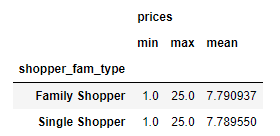 prices
min max mean
shopper_fam_type
Family Shopper 1.0 25.0 7.790937
Single Shopper 1.0 25.0 7.789550